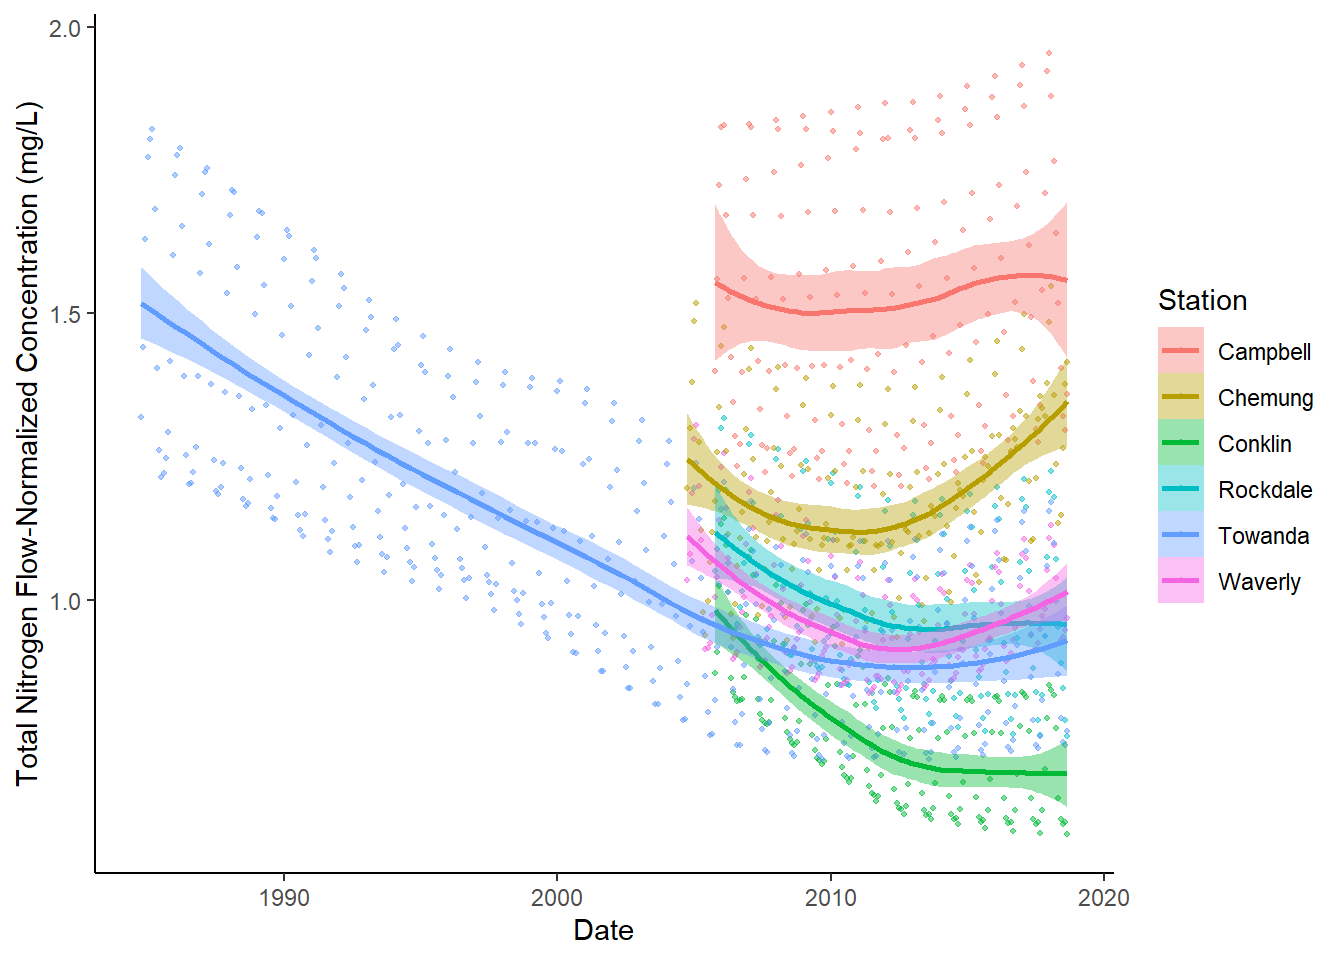 Total Nitrogen Flow-Normalized Concentration (mg/L)
2.0
1.5
1.0
1990
2000
2010
2020
Date
Station
Campbell
Chemung
Conklin
Rockdale
Towanda
Waverly